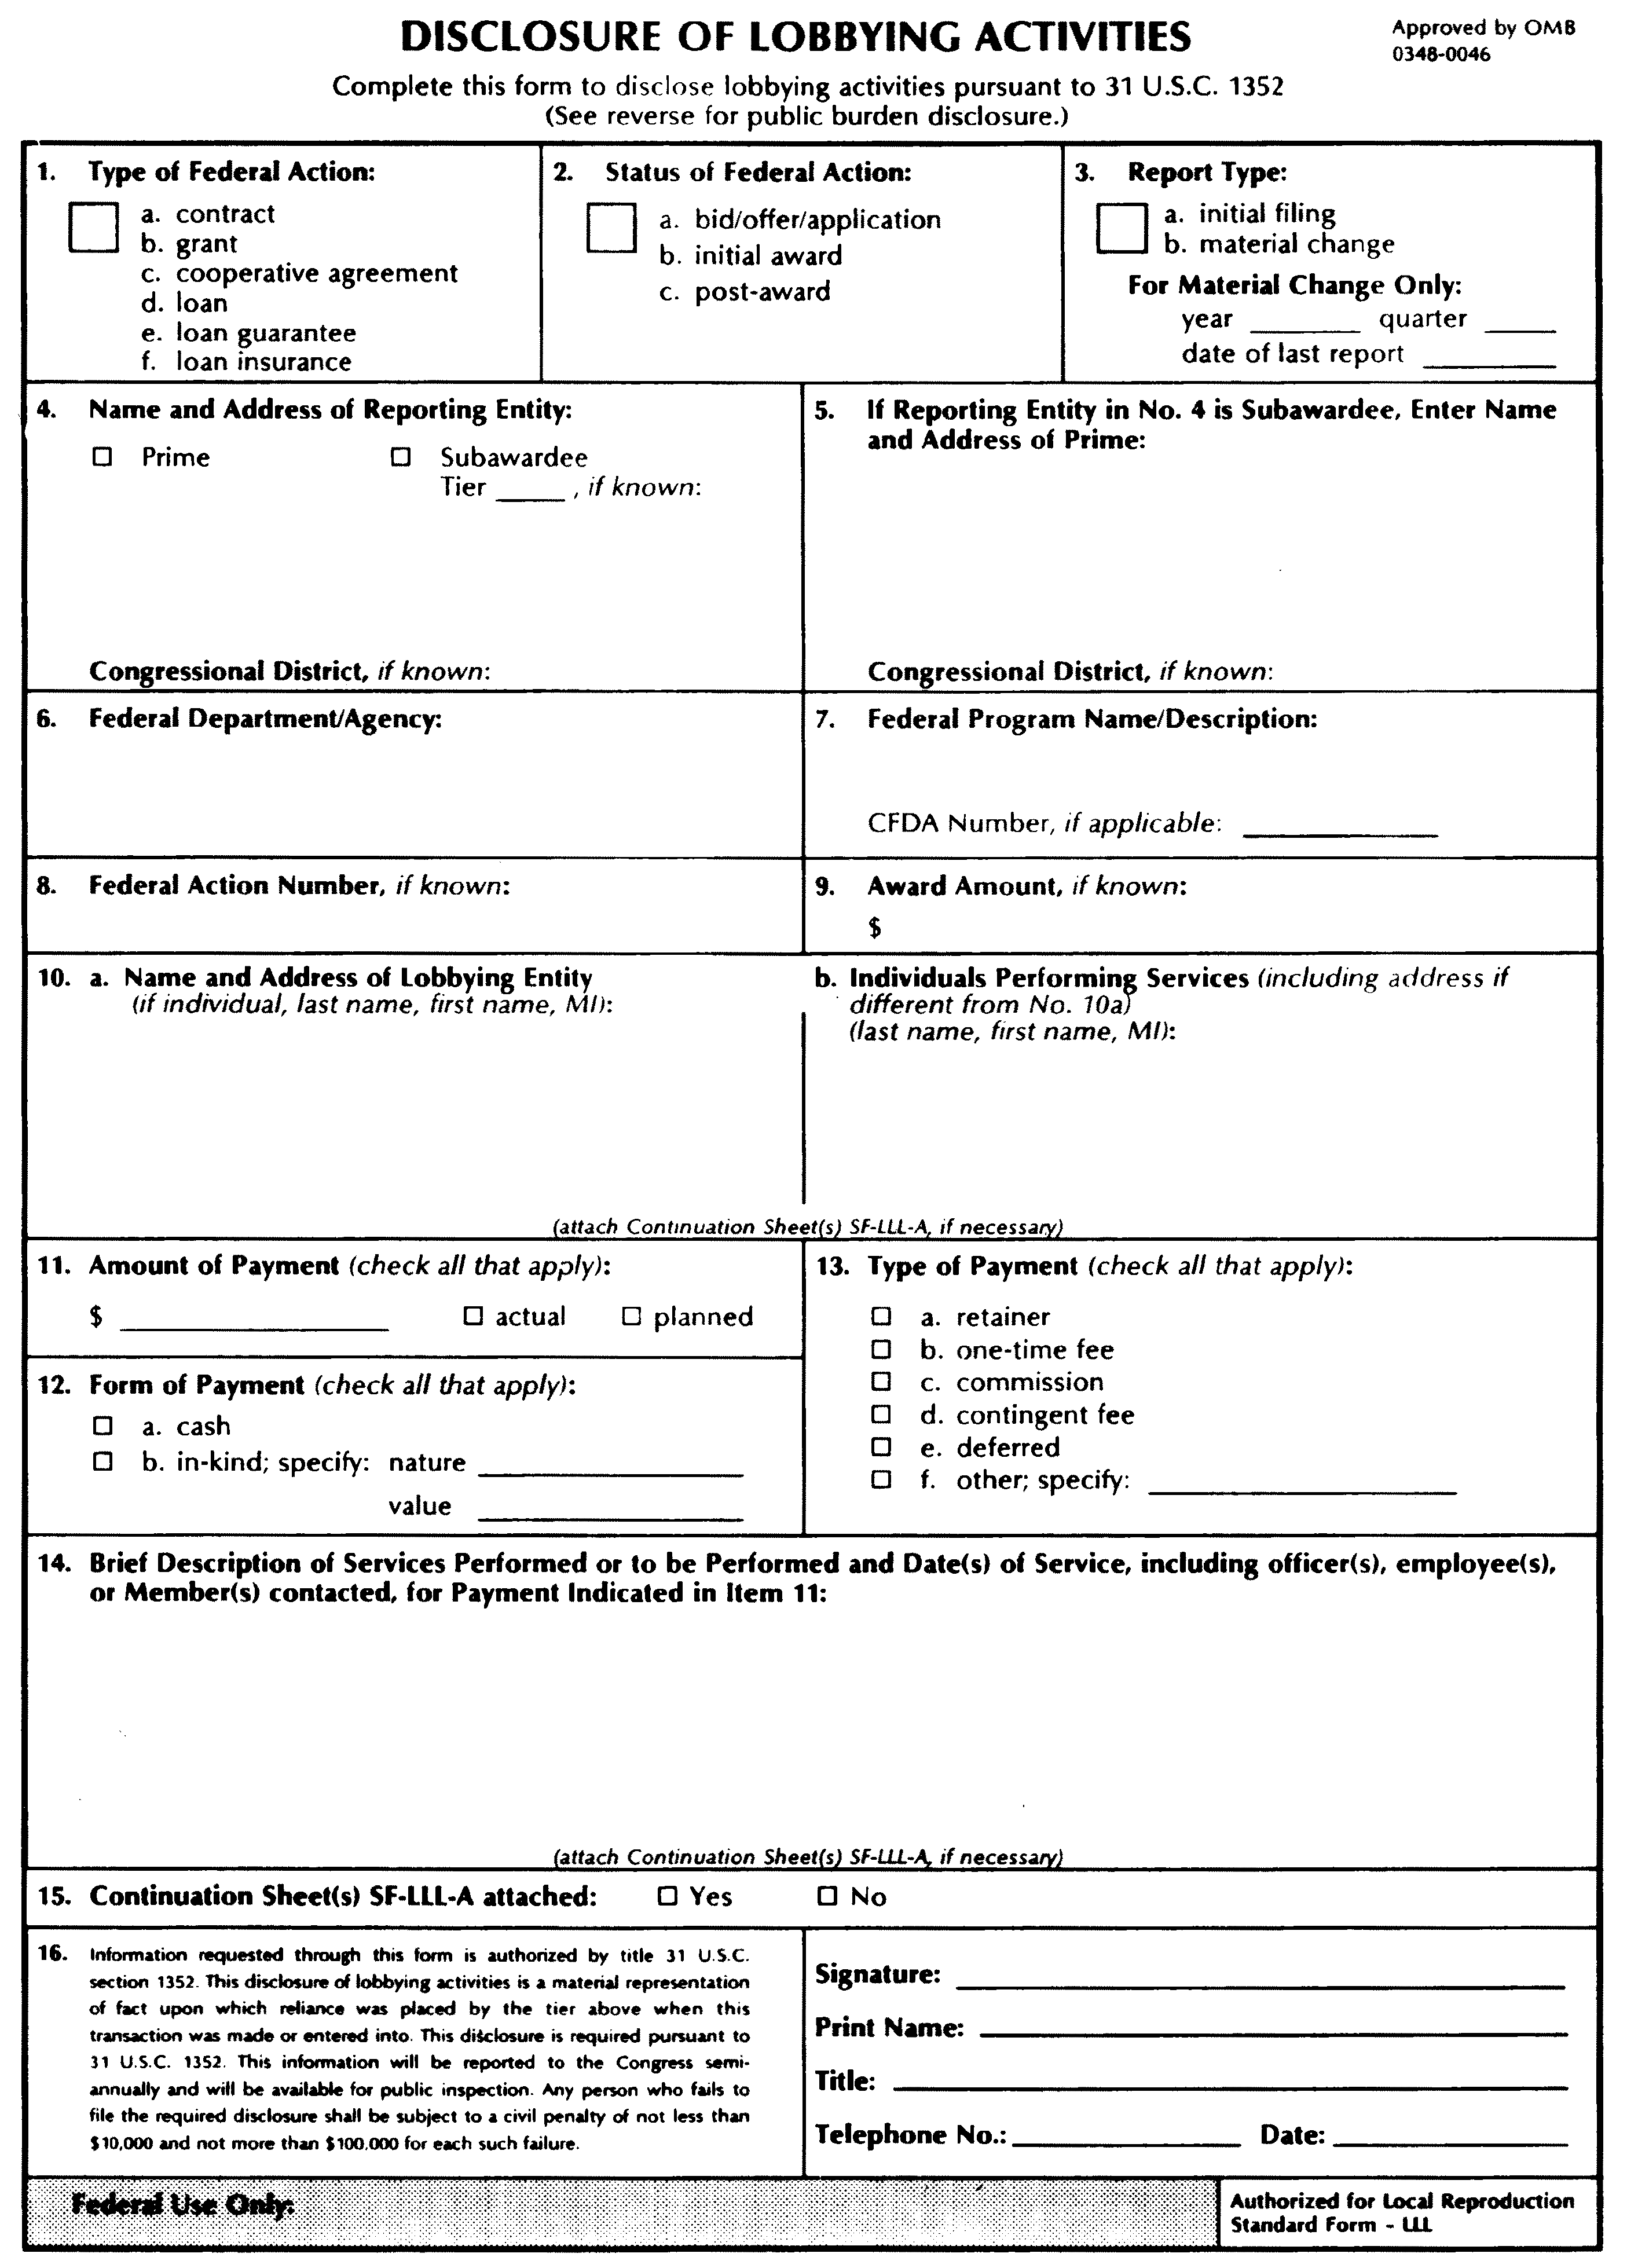 DISCLOSURE OF LOBBYING ACTIVITIES
Approved by OMB
0348-0046
Complete this form to disclose lobbying activities pursuant to 31 U.S.C. 1352
(See reverse for public burden disclosure.)
1. Type of Federal Action:
a. contract
b. grant
c. cooperative agreement
d. loan
e. loan guarantee
f. loan insurance
2. Status of Federal Action:
a. bid/offer/application
b. initial award
c. post-award
3. Report Type:
a. initial filing
b. material change
For Material Change Only:
year ______ quarter ______
date of last report ______
4. Name and Address of Reporting Entity:
☐ Prime ☐ Subawardee
Tier ______, if known:
Congressional District, if known:
5. If Reporting Entity in No. 4 is Subawardee, Enter Name
and Address of Prime:
Congressional District, if known:
6. Federal Department/Agency:
7. Federal Program Name/Description:
CFDA Number, if applicable: ______
8. Federal Action Number, if known:
9. Award Amount, if known:
$
10. a. Name and Address of Lobbying Entity
(if individual, last name, first name, MI):
b. Individuals Performing Services (including address if
different from No. 10a)
(last name, first name, MI):
(attach Continuation Sheet(s) SF-LLL-A, if necessary)
11. Amount of Payment (check all that apply):
$ ______ ☐ actual ☐ planned
12. Form of Payment (check all that apply):
☐ a. cash
☐ b. in-kind; specify: nature ______
value ______
13. Type of Payment (check all that apply):
☐ a. retainer
☐ b. one-time fee
☐ c. commission
☐ d. contingent fee
☐ e. deferred
☐ f. other; specify: ______
14. Brief Description of Services Performed or to be Performed and Date(s) of Service, including officer(s), employee(s),
or Member(s) contacted, for Payment Indicated in Item 11:
(attach Continuation Sheet(s) SF-LLL-A, if necessary)
15. Continuation Sheet(s) SF-LLL-A attached: ☐ Yes ☐ No
16. Information requested through this form is authorized by title 31 U.S.C.
section 1352. This disclosure of lobbying activities is a material representation
of fact upon which reliance was placed by the tier above when this
transaction was made or entered into. This disclosure is required pursuant to
31 U.S.C. 1352. This information will be reported to the Congress semi-
annually and will be available for public inspection. Any person who fails to
file the required disclosure shall be subject to a civil penalty of not less than
$10,000 and not more than $100,000 for each such failure.
Signature: ______
Print Name: ______
Title: ______
Telephone No.: ______ Date: ______
Federal Use Only:
Authorized for Local Reproduction
Standard Form - LLL